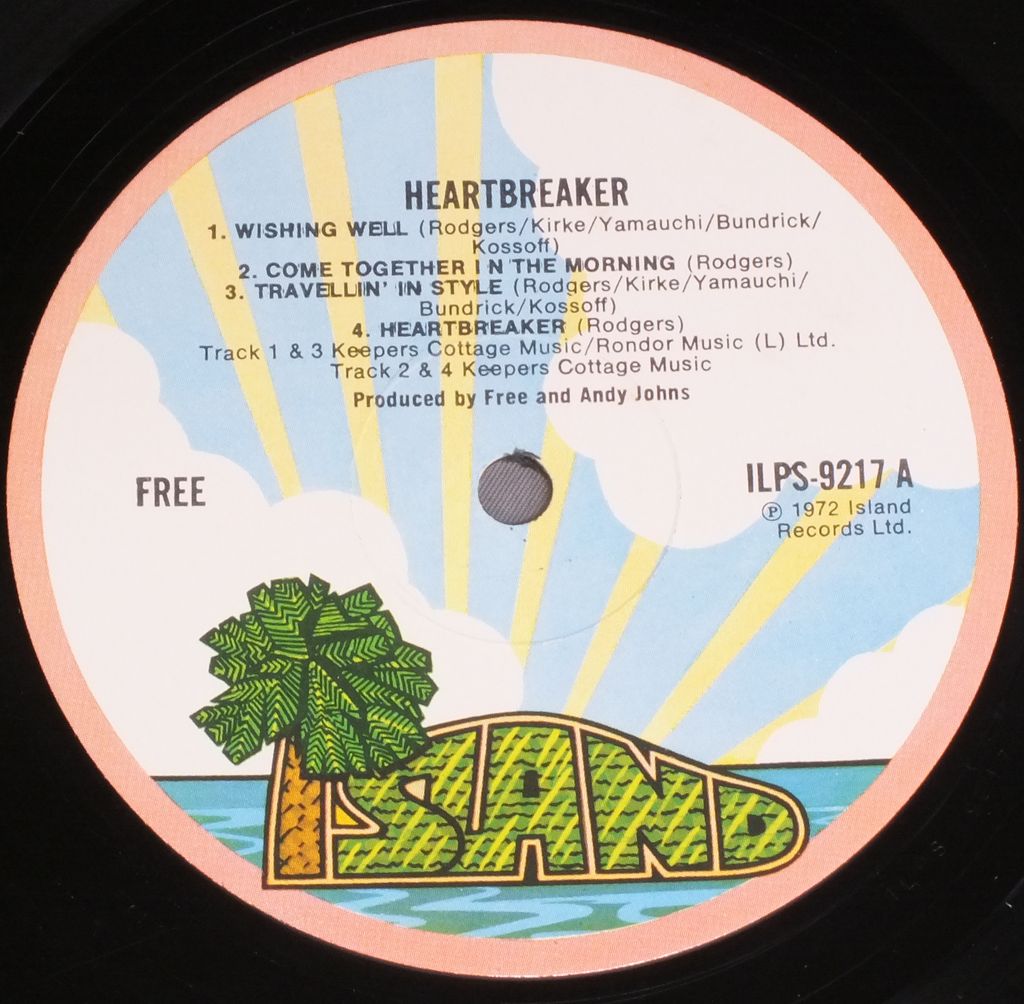 HEARTBREAKER
1. WISHING WELL (Rodgers/Kirke/Yamauchi/Bundrick/
Kossoff)
2. COME TOGETHER IN THE MORNING (Rodgers)
3. TRAVELLIN' IN STYLE (Rodgers/Kirke/Yamauchi/
Bundrick/Kossoff)
4. HEARTBREAKER (Rodgers)
Track 1 & 3 Keepers Cottage Music/Rondor Music (L) Ltd.
Track 2 & 4 Keepers Cottage Music
Produced by Free and Andy Johns
FREE
ILPS-9217 A
℗ 1972 Island
Records Ltd.
ISLAND